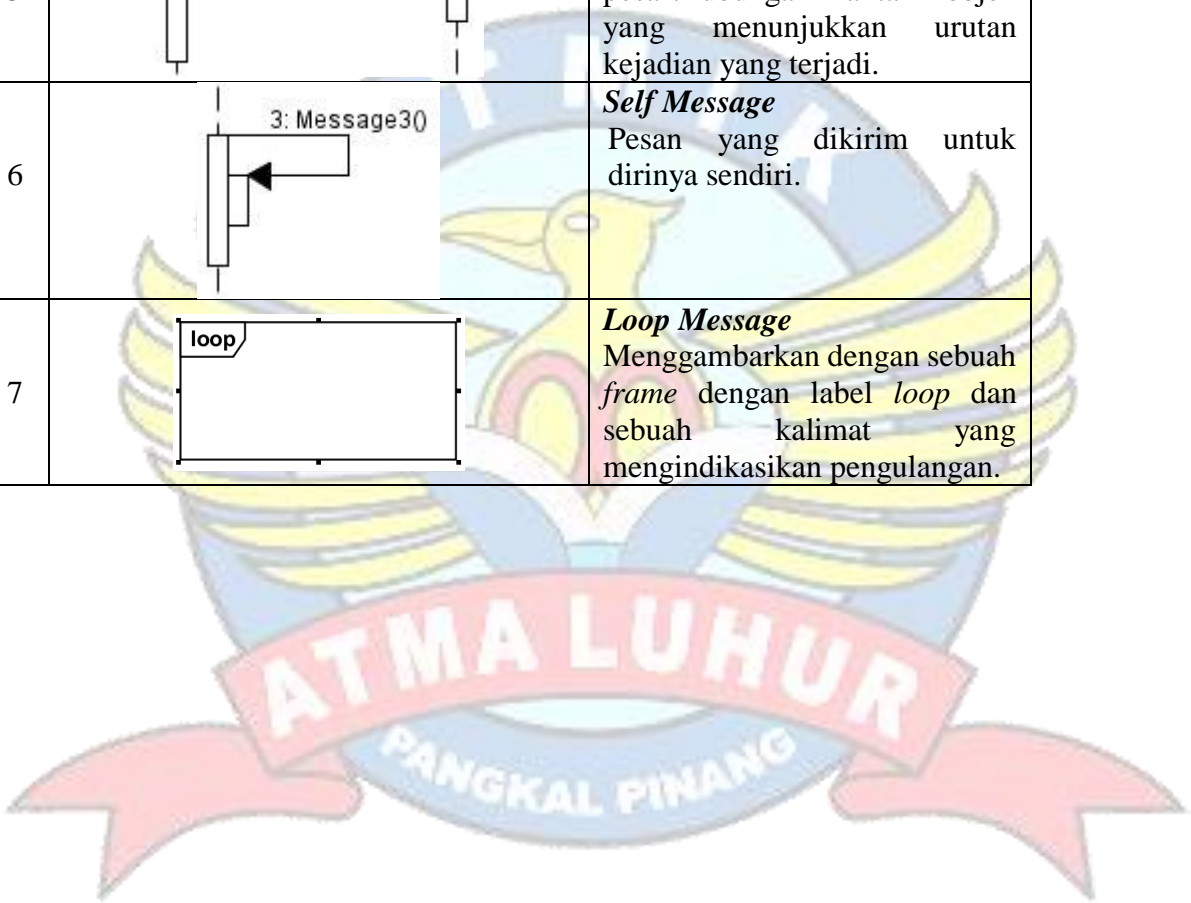 yang menunjukkan urutan
kejadian yang terjadi.
6
3: Message3()
Self Message
Pesan yang dikirim untuk
dirinya sendiri.
7
loop
Loop Message
Menggambarkan dengan sebuah
frame dengan label loop dan
sebuah kalimat yang
mengindikasikan pengulangan.
ATMA LUHUR
PANGKAL PINANG